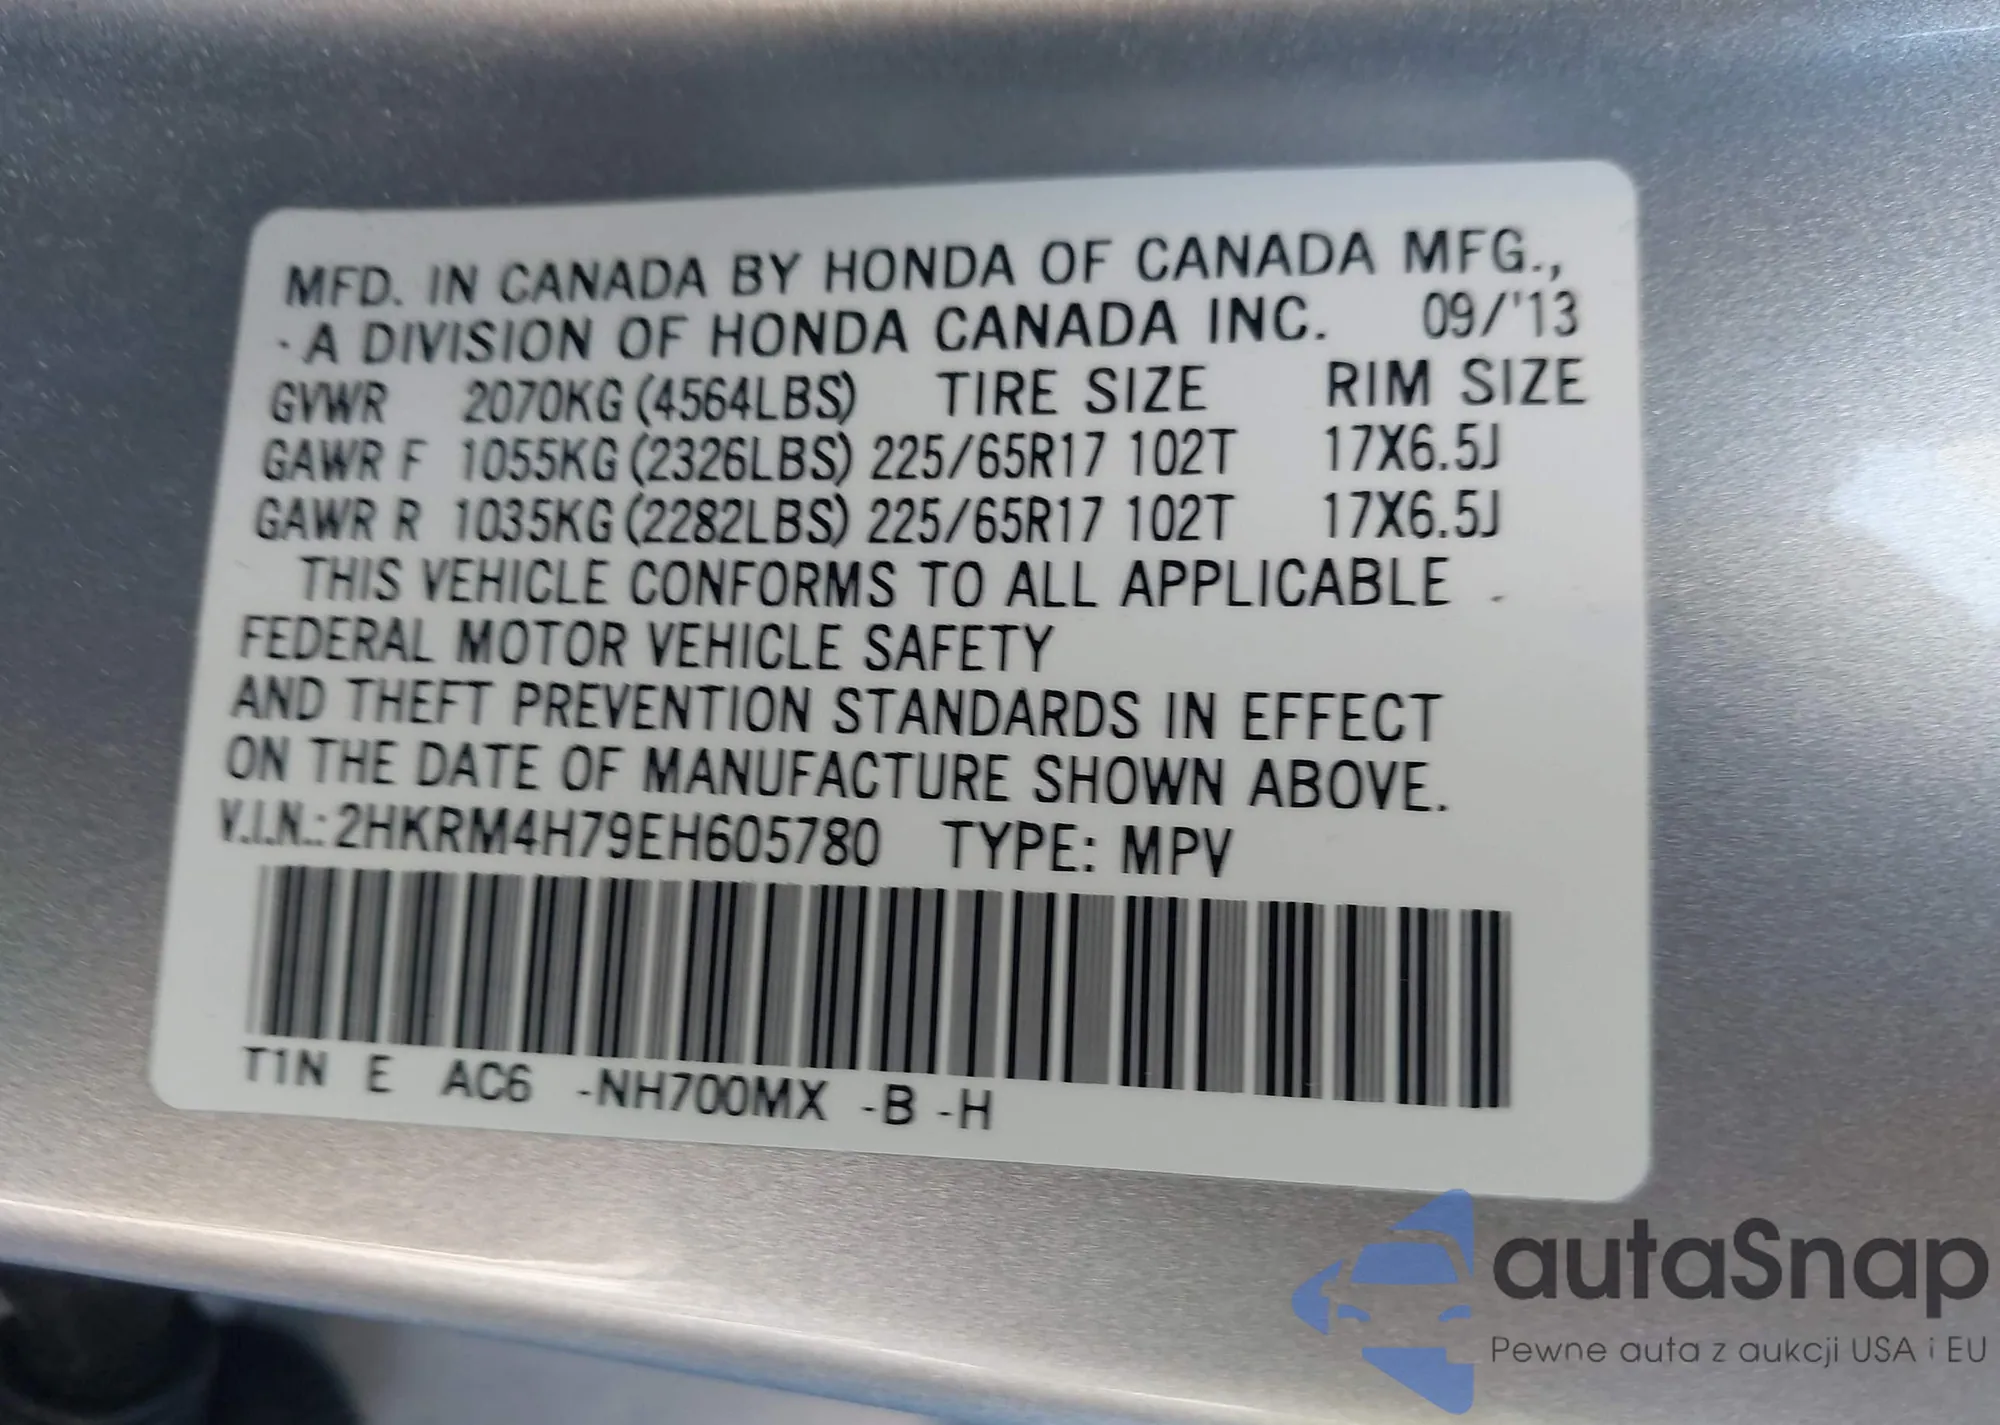 MFD. IN CANADA BY HONDA OF CANADA MFG.,
A DIVISION OF HONDA CANADA INC. 09/'13
GVWR 2070KG (4564LBS) TIRE SIZE RIM SIZE
GAWR F 1055KG (2326LBS) 225/65R17 102T 17X6.5J
GAWR R 1035KG (2282LBS) 225/65R17 102T 17X6.5J
THIS VEHICLE CONFORMS TO ALL APPLICABLE
FEDERAL MOTOR VEHICLE SAFETY
AND THEFT PREVENTION STANDARDS IN EFFECT
ON THE DATE OF MANUFACTURE SHOWN ABOVE.
V.I.N.: 2HKRM4H79EH605780 TYPE: MPV
T1N E AC6 -NH700MX -B -H
autaSnap
Pewne auta z aukcji USA i EU